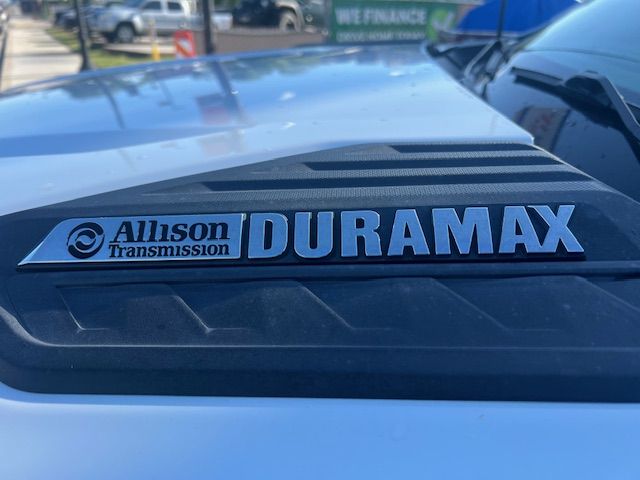 WE FINANCE
Allison
Transmission
DURAMAX